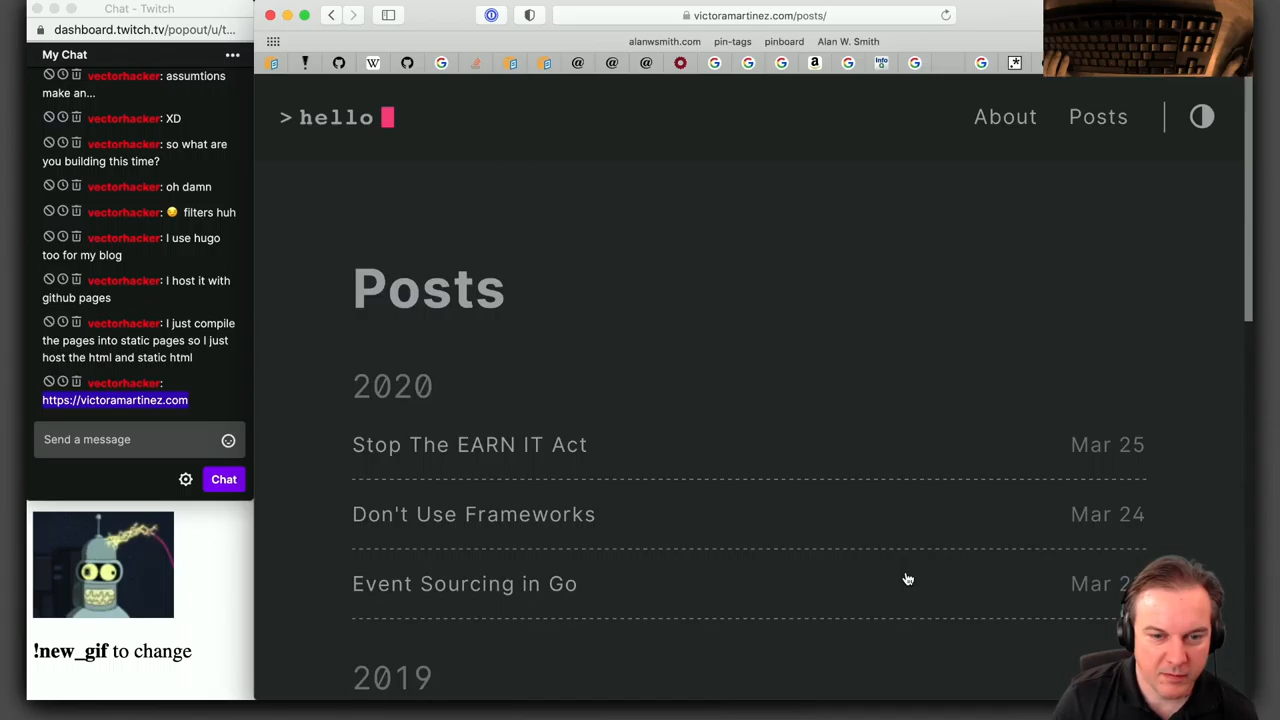 Chat - Twitch
dashboard.twitch.tv/popout/u/t...
My Chat
vectorhacker: assumtions
make an...
vectorhacker: XD
vectorhacker: so what are
you building this time?
vectorhacker: oh damn
vectorhacker: 😏 filters huh
vectorhacker: I use hugo
too for my blog
vectorhacker: I host it with
github pages
vectorhacker: I just compile
the pages into static pages so I just
host the html and static html
vectorhacker:
https://victoramartinez.com
Send a message
Chat
!new_gif to change
victoramartinez.com/posts/
alanwsmith.com pin-tags pinboard Alan W. Smith
> hello
About Posts
Posts
2020
Stop The EARN IT Act Mar 25
Don't Use Frameworks Mar 24
Event Sourcing in Go Mar
2019